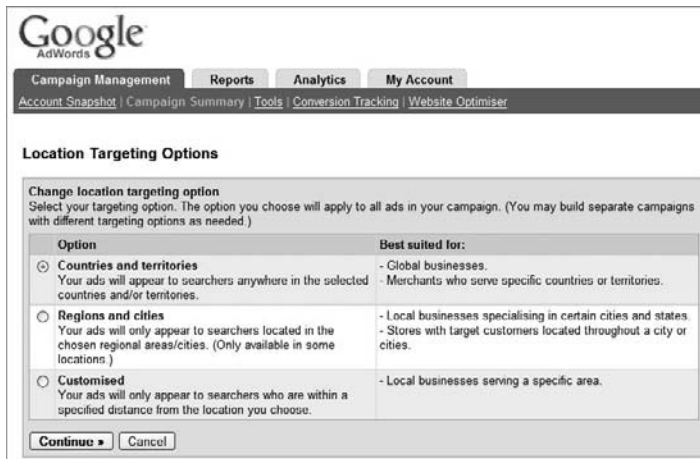 Google
AdWords
Campaign Management Reports Analytics My Account
Account Snapshot | Campaign Summary | Tools | Conversion Tracking | Website Optimiser
Location Targeting Options
Change location targeting option
Select your targeting option. The option you choose will apply to all ads in your campaign. (You may build separate campaigns
with different targeting options as needed.)
Option Best suited for:
Countries and territories
Your ads will appear to searchers anywhere in the selected
countries and/or territories.
- Global businesses.
- Merchants who serve specific countries or territories.
Regions and cities
Your ads will only appear to searchers located in the
chosen regional areas/cities. (Only available in some
locations.)
- Local businesses specialising in certain cities and states.
- Stores with target customers located throughout a city or
cities.
Customised
Your ads will only appear to searchers who are within a
specified distance from the location you choose.
- Local businesses serving a specific area.
Continue » Cancel